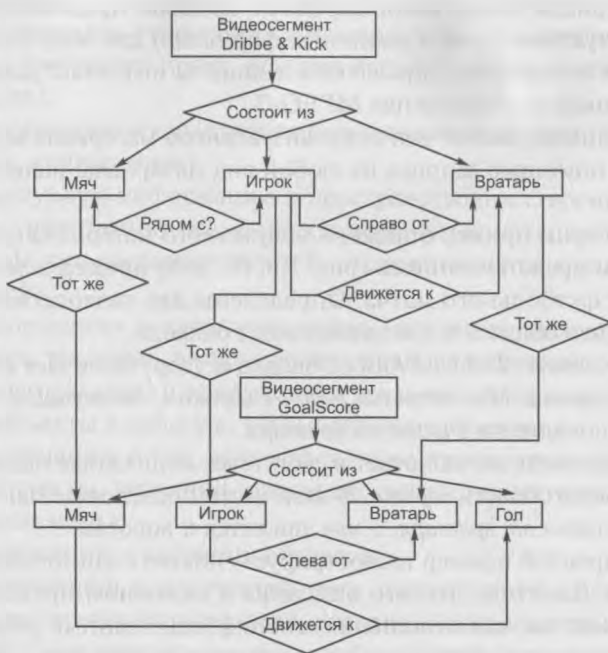 Видеосегмент
Dribbe & Kick
Состоит из
Мяч
Игрок
Вратарь
Рядом с?
Справо от
Тот же
Движется к
Тот же
Тот же
Видеосегмент
GoalScore
Состоит из
Мяч
Игрок
Вратарь
Гол
Слева от
Движется к